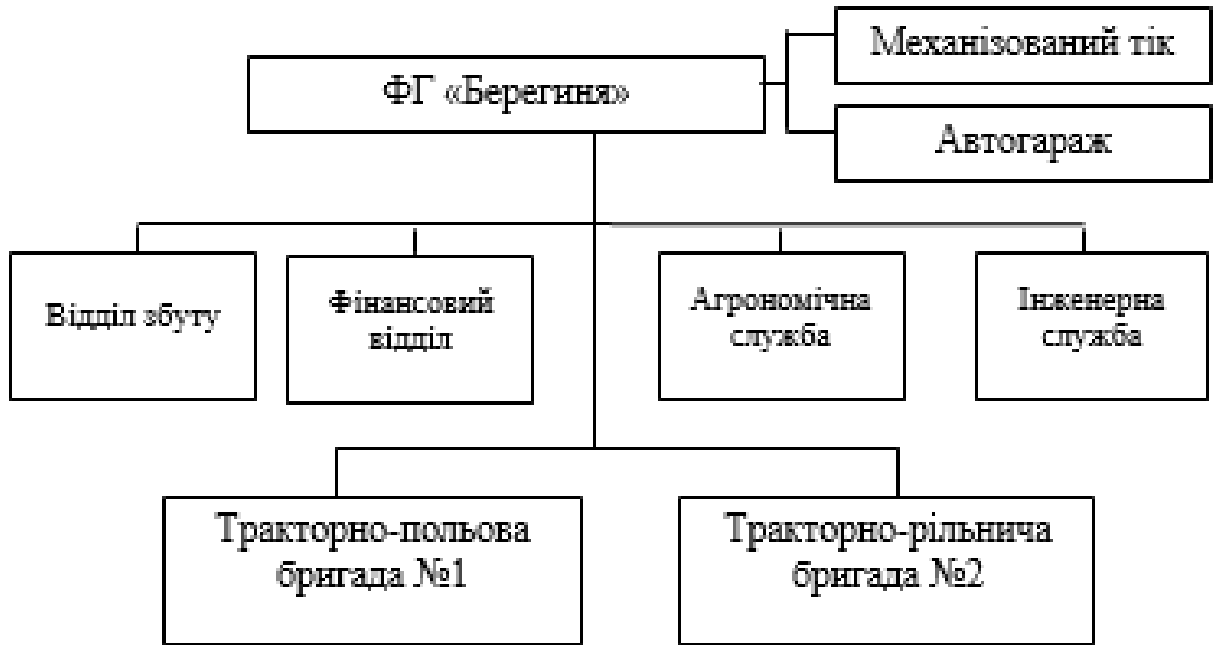 Механізований тік
ФГ «Берегиня»
Автогараж
Відділ збуту
Фінансовий
відділ
Агрономічна
служба
Інженерна
служба
Тракторно-польова
бригада №1
Тракторно-рільнича
бригада №2